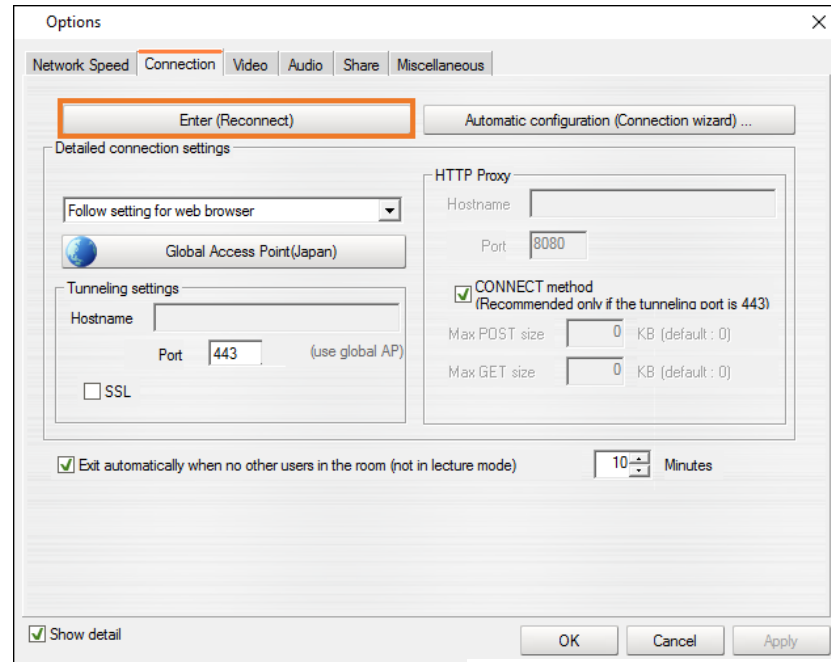 Options
Network Speed Connection Video Audio Share Miscellaneous
Enter (Reconnect) Automatic configuration (Connection wizard) ...
Detailed connection settings
HTTP Proxy
Hostname
Follow setting for web browser
Port 8080
Global Access Point(Japan)
CONNECT method
(Recommended only if the tunneling port is 443)
Tunneling settings
Hostname
Max POST size 0 KB (default : 0)
Port 443 (use global AP)
Max GET size 0 KB (default : 0)
SSL
Exit automatically when no other users in the room (not in lecture mode) 10 Minutes
Show detail
OK Cancel Apply